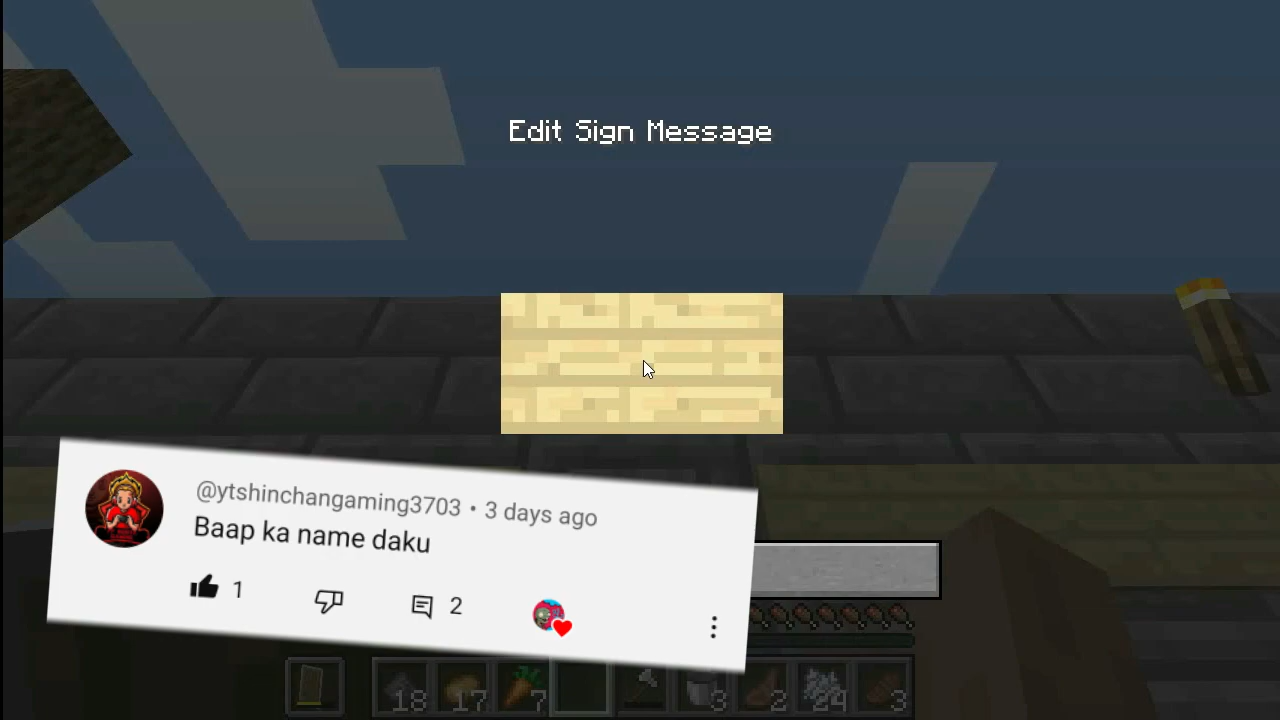 Edit Sign Message
@ytshinchangaming3703 • 3 days ago
Baap ka name daku
1
2
18 17 7 3 2 24 3